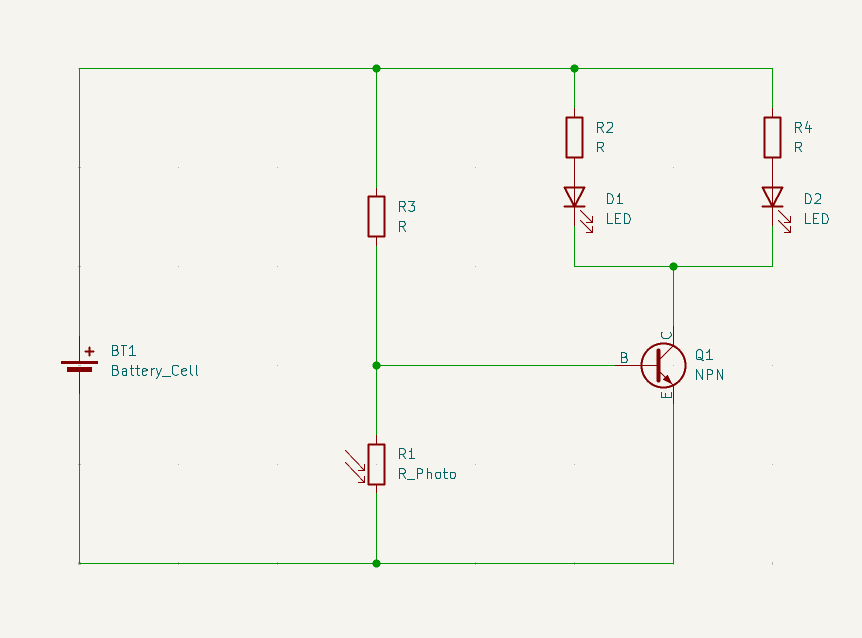 R2
R
R4
R
D1
LED
D2
LED
R3
R
C
BT1
Battery_Cell
+
B
Q1
NPN
E
R1
R_Photo